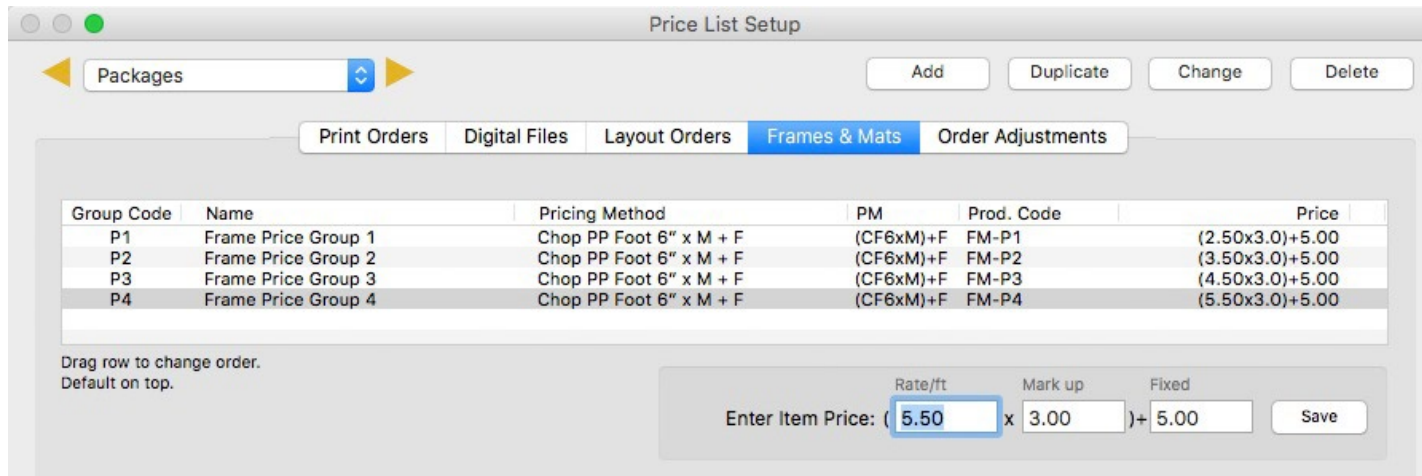 Price List Setup
Packages Add Duplicate Change Delete
Print Orders Digital Files Layout Orders Frames & Mats Order Adjustments
Group Code Name Pricing Method PM Prod. Code Price
P1 Frame Price Group 1 Chop PP Foot 6” x M + F (CF6xM)+F FM-P1 (2.50x3.0)+5.00
P2 Frame Price Group 2 Chop PP Foot 6” x M + F (CF6xM)+F FM-P2 (3.50x3.0)+5.00
P3 Frame Price Group 3 Chop PP Foot 6” x M + F (CF6xM)+F FM-P3 (4.50x3.0)+5.00
P4 Frame Price Group 4 Chop PP Foot 6” x M + F (CF6xM)+F FM-P4 (5.50x3.0)+5.00
Drag row to change order.
Default on top.
Rate/ft Mark up Fixed
Enter Item Price: ( 5.50 x 3.00 )+ 5.00 Save